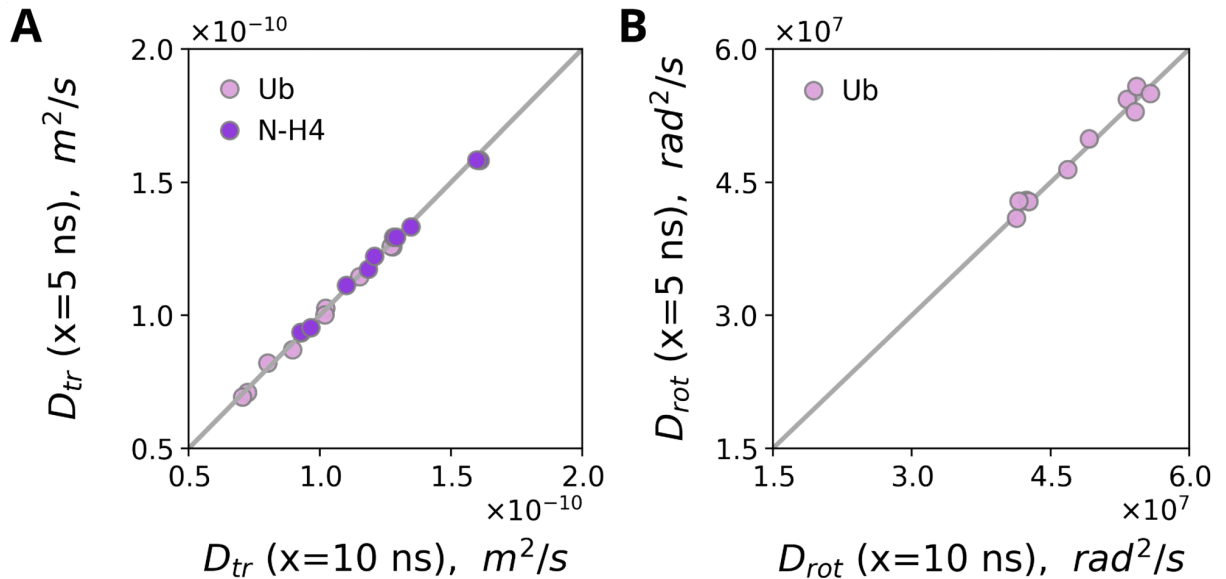 A
×10⁻¹⁰
2.0
1.5
1.0
0.5
D_tr (x=5 ns), m²/s
Ub
N-H4
0.5 1.0 1.5 2.0
×10⁻¹⁰
D_tr (x=10 ns), m²/s
B
×10⁷
6.0
4.5
3.0
1.5
D_rot (x=5 ns), rad²/s
Ub
1.5 3.0 4.5 6.0
×10⁷
D_rot (x=10 ns), rad²/s